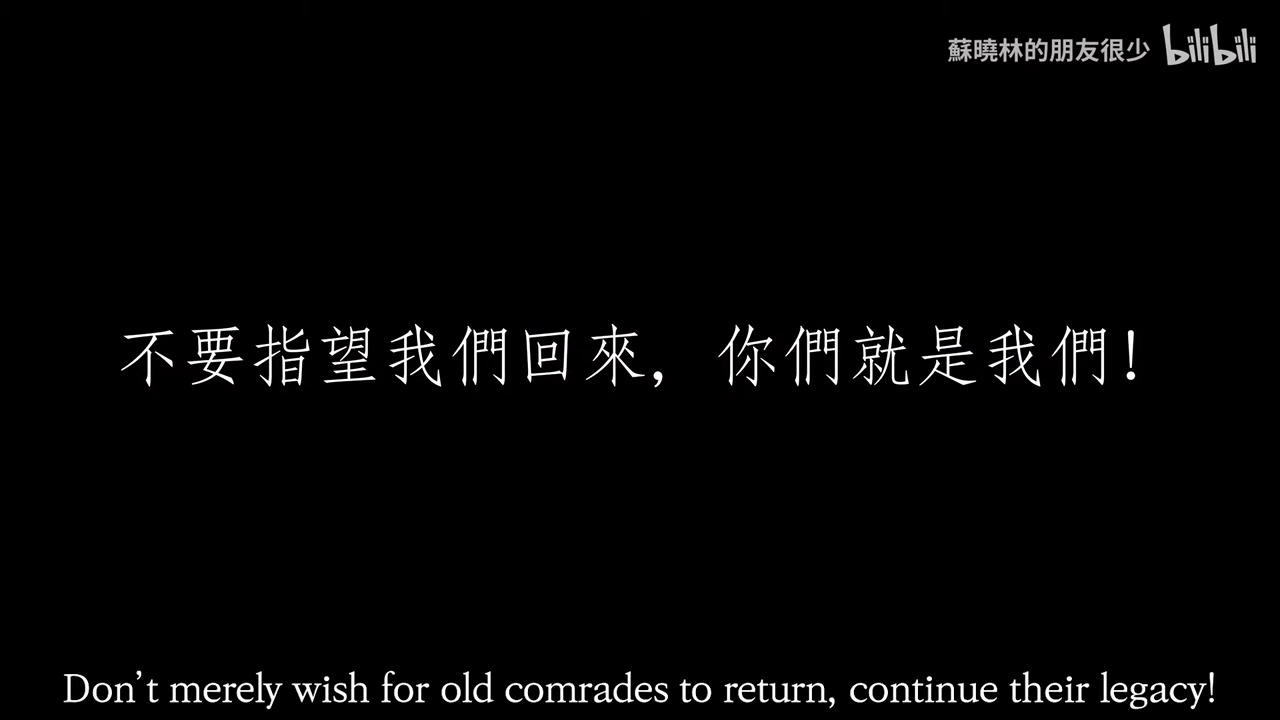 蘇曉林的朋友很少 bilibili
不要指望我們回來，你們就是我們！
Don't merely wish for old comrades to return, continue their legacy!